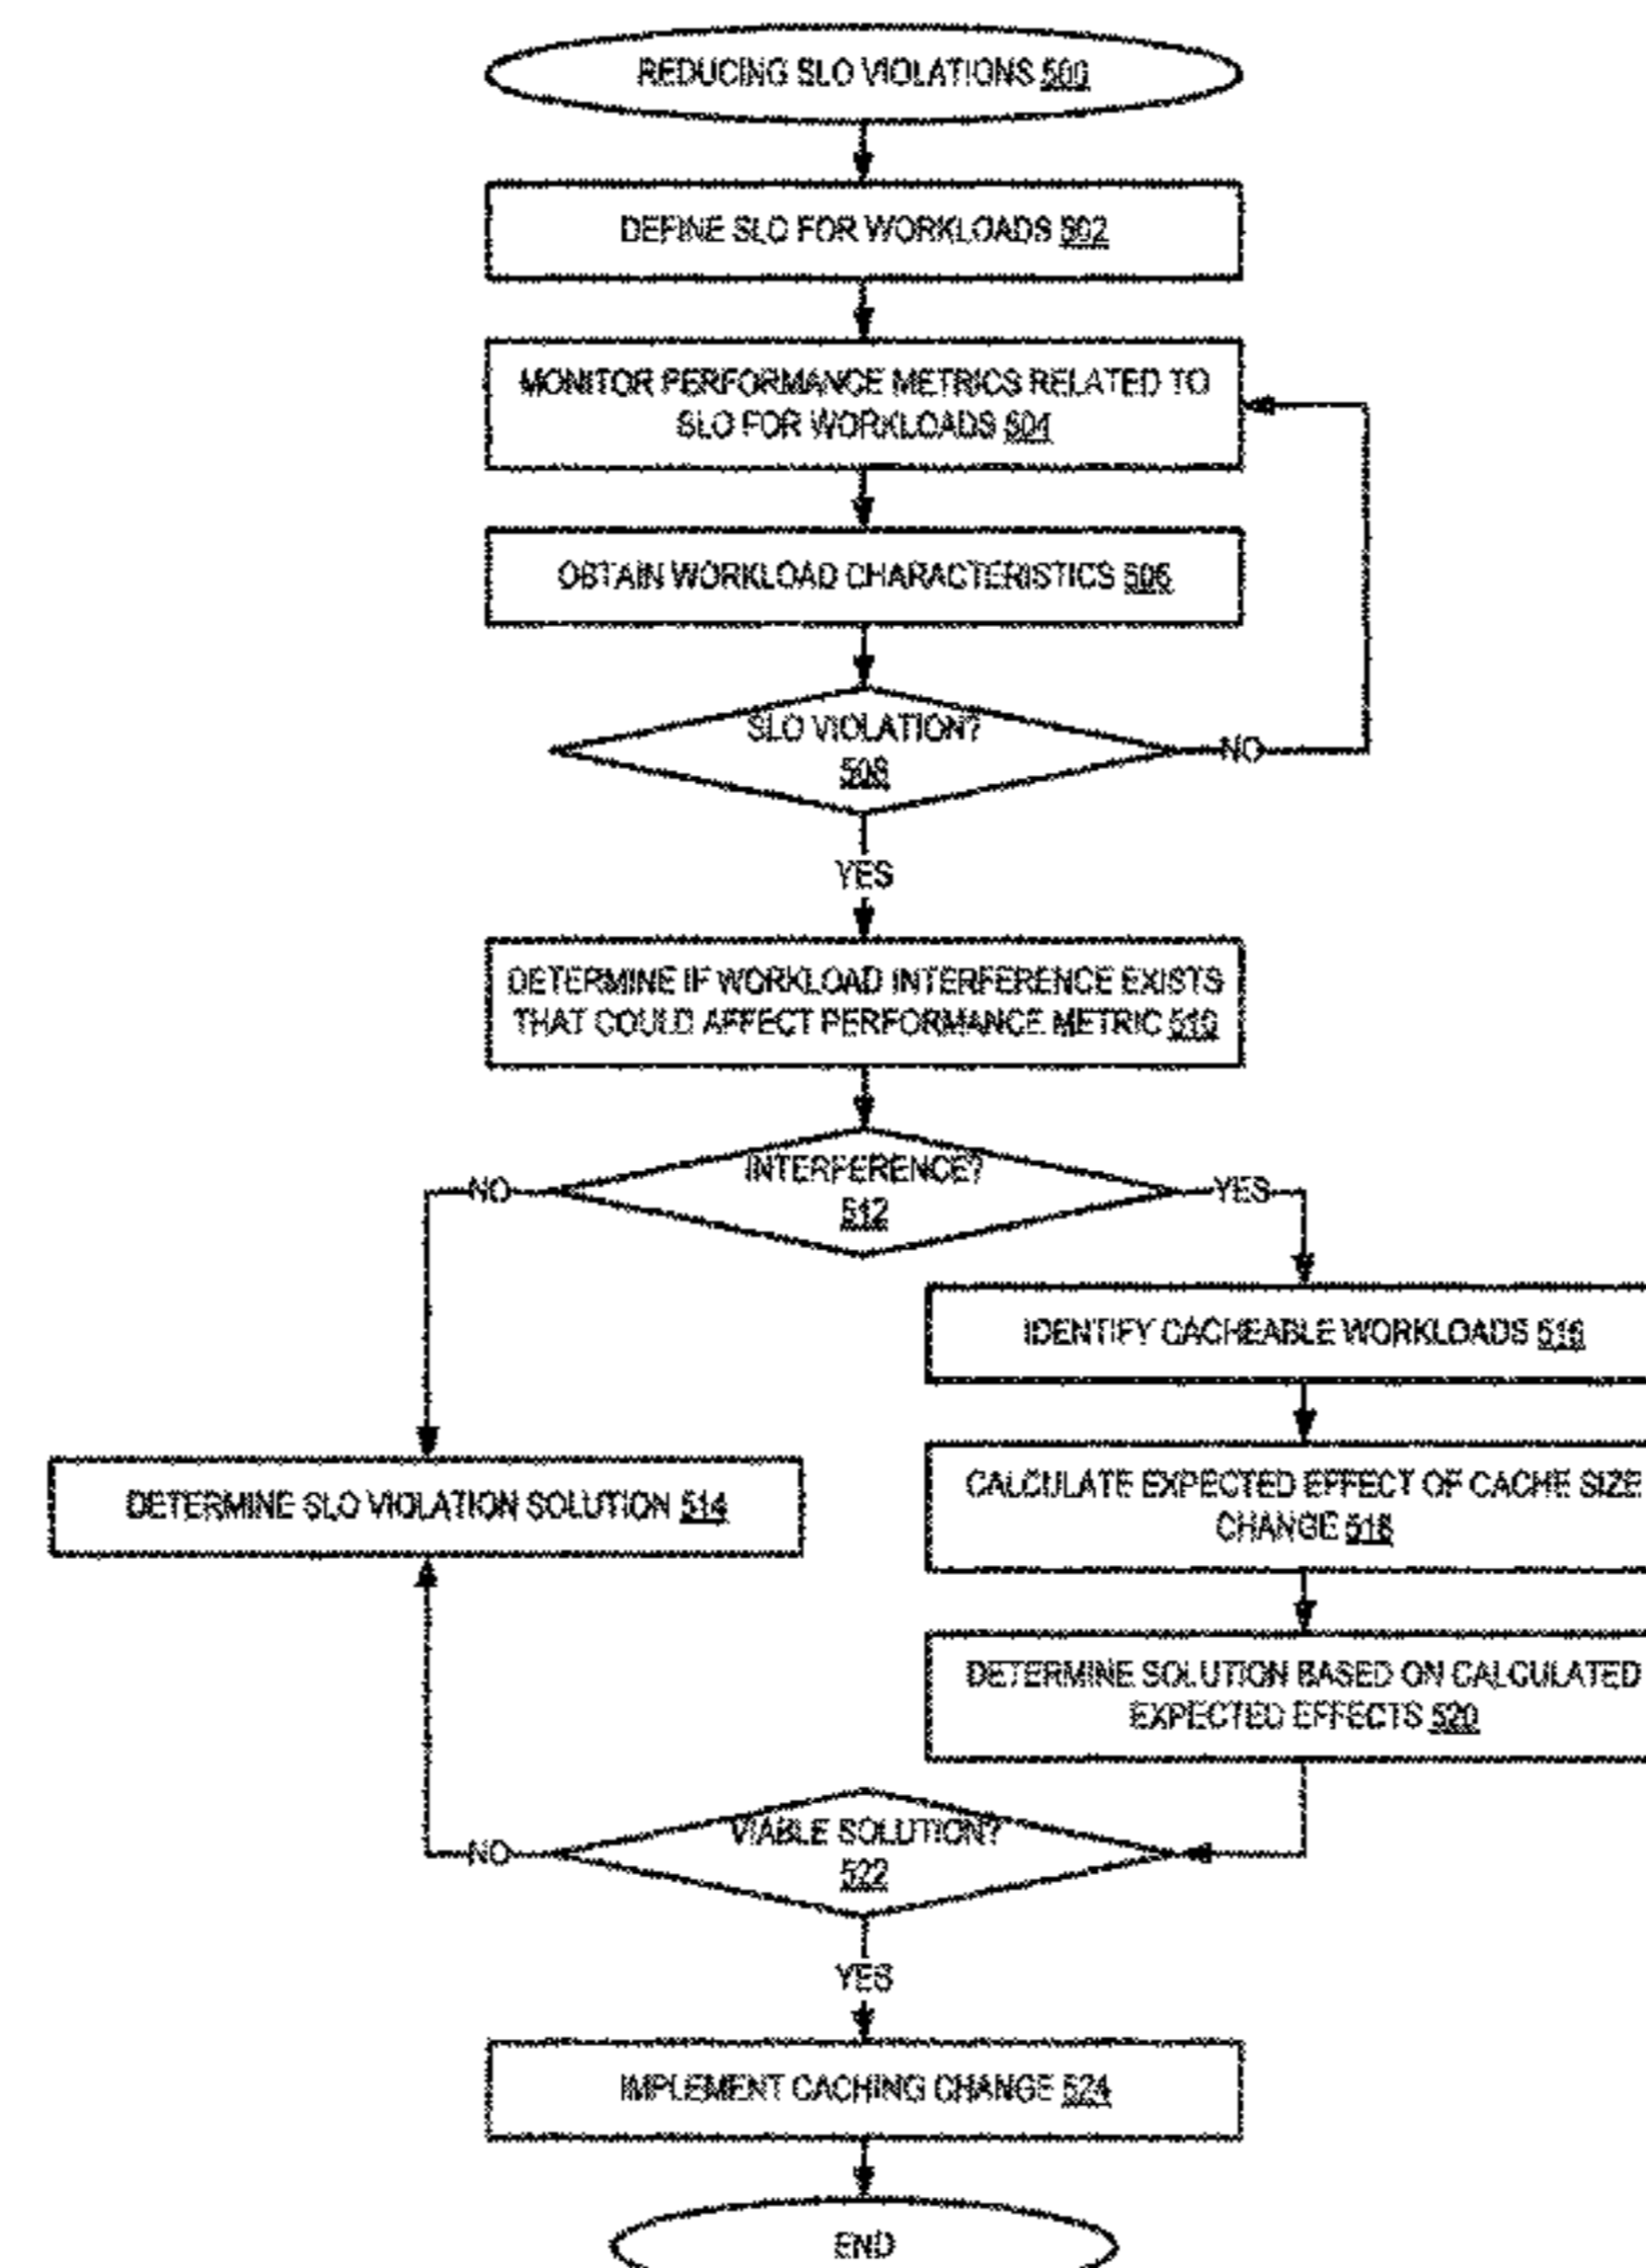 REDUCING SLO VIOLATIONS 500
DEFINE SLO FOR WORKLOADS 502
MONITOR PERFORMANCE METRICS RELATED TO
SLO FOR WORKLOADS 504
OBTAIN WORKLOAD CHARACTERISTICS 506
SLO VIOLATION?
508
NO
YES
DETERMINE IF WORKLOAD INTERFERENCE EXISTS
THAT COULD AFFECT PERFORMANCE METRIC 510
INTERFERENCE?
512
NO
YES
IDENTIFY CACHEABLE WORKLOADS 516
CALCULATE EXPECTED EFFECT OF CACHE SIZE
CHANGE 518
DETERMINE SLO VIOLATION SOLUTION 514
DETERMINE SOLUTION BASED ON CALCULATED
EXPECTED EFFECTS 520
VIABLE SOLUTION?
522
NO
YES
IMPLEMENT CACHING CHANGE 524
END